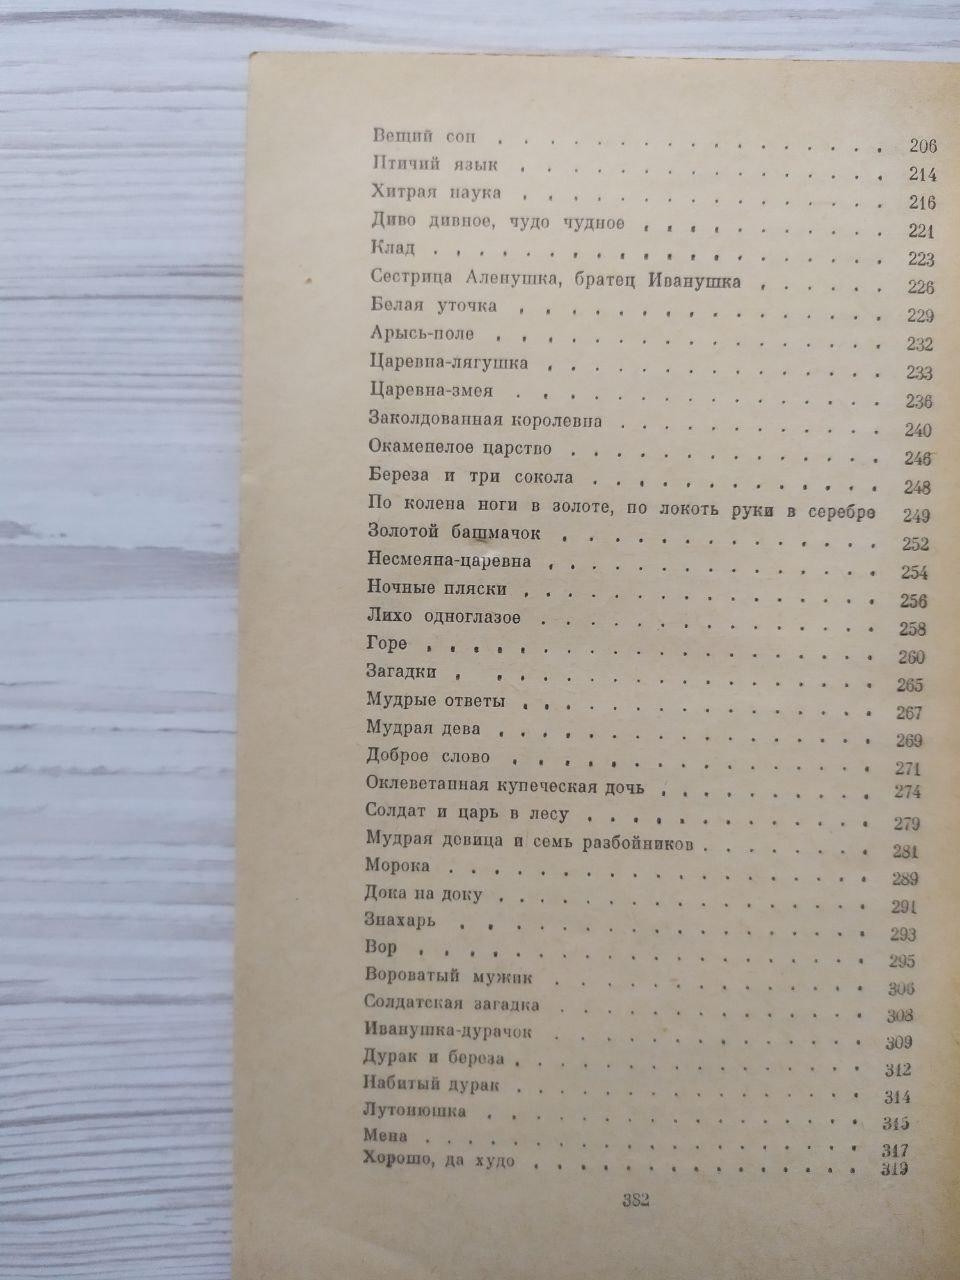 Вещий сон . . . . . . . . . . . . . . . . 206
Птичий язык . . . . . . . . . . . . . . . 214
Хитрая наука . . . . . . . . . . . . . . . 216
Диво дивное, чудо чудное . . . . . . . . . . 221
Клад . . . . . . . . . . . . . . . . . . . 223
Сестрица Аленушка, братец Иванушка . . . . . . 226
Белая уточка . . . . . . . . . . . . . . . 229
Арысь-поле . . . . . . . . . . . . . . . . 232
Царевна-лягушка . . . . . . . . . . . . . . 233
Царевна-змея . . . . . . . . . . . . . . . 236
Заколдованная королевна . . . . . . . . . . . 240
Окаменелое царство . . . . . . . . . . . . . 246
Береза и три сокола . . . . . . . . . . . . 248
По колена ноги в золоте, по локоть руки в серебре 249
Золотой башмачок . . . . . . . . . . . . . . 252
Несмеяна-царевна . . . . . . . . . . . . . . 254
Ночные пляски . . . . . . . . . . . . . . . 256
Лихо одноглазое . . . . . . . . . . . . . . 258
Горе . . . . . . . . . . . . . . . . . . . 260
Загадки . . . . . . . . . . . . . . . . . 265
Мудрые ответы . . . . . . . . . . . . . . . 267
Мудрая дева . . . . . . . . . . . . . . . . 269
Доброе слово . . . . . . . . . . . . . . . 271
Оклеветанная купеческая дочь . . . . . . . . . 274
Солдат и царь в лесу . . . . . . . . . . . . 279
Мудрая девица и семь разбойников . . . . . . . 281
Морока . . . . . . . . . . . . . . . . . . 289
Дока на доку . . . . . . . . . . . . . . . 291
Знахарь . . . . . . . . . . . . . . . . . 293
Вор . . . . . . . . . . . . . . . . . . . 295
Вороватый мужик . . . . . . . . . . . . . . 306
Солдатская загадка . . . . . . . . . . . . . 308
Иванушка-дурачок . . . . . . . . . . . . . . 309
Дурак и береза . . . . . . . . . . . . . . . 312
Набитый дурак . . . . . . . . . . . . . . . 314
Лутонюшка . . . . . . . . . . . . . . . . 315
Мена . . . . . . . . . . . . . . . . . . . 317
Хорошо, да худо . . . . . . . . . . . . . . 319
382